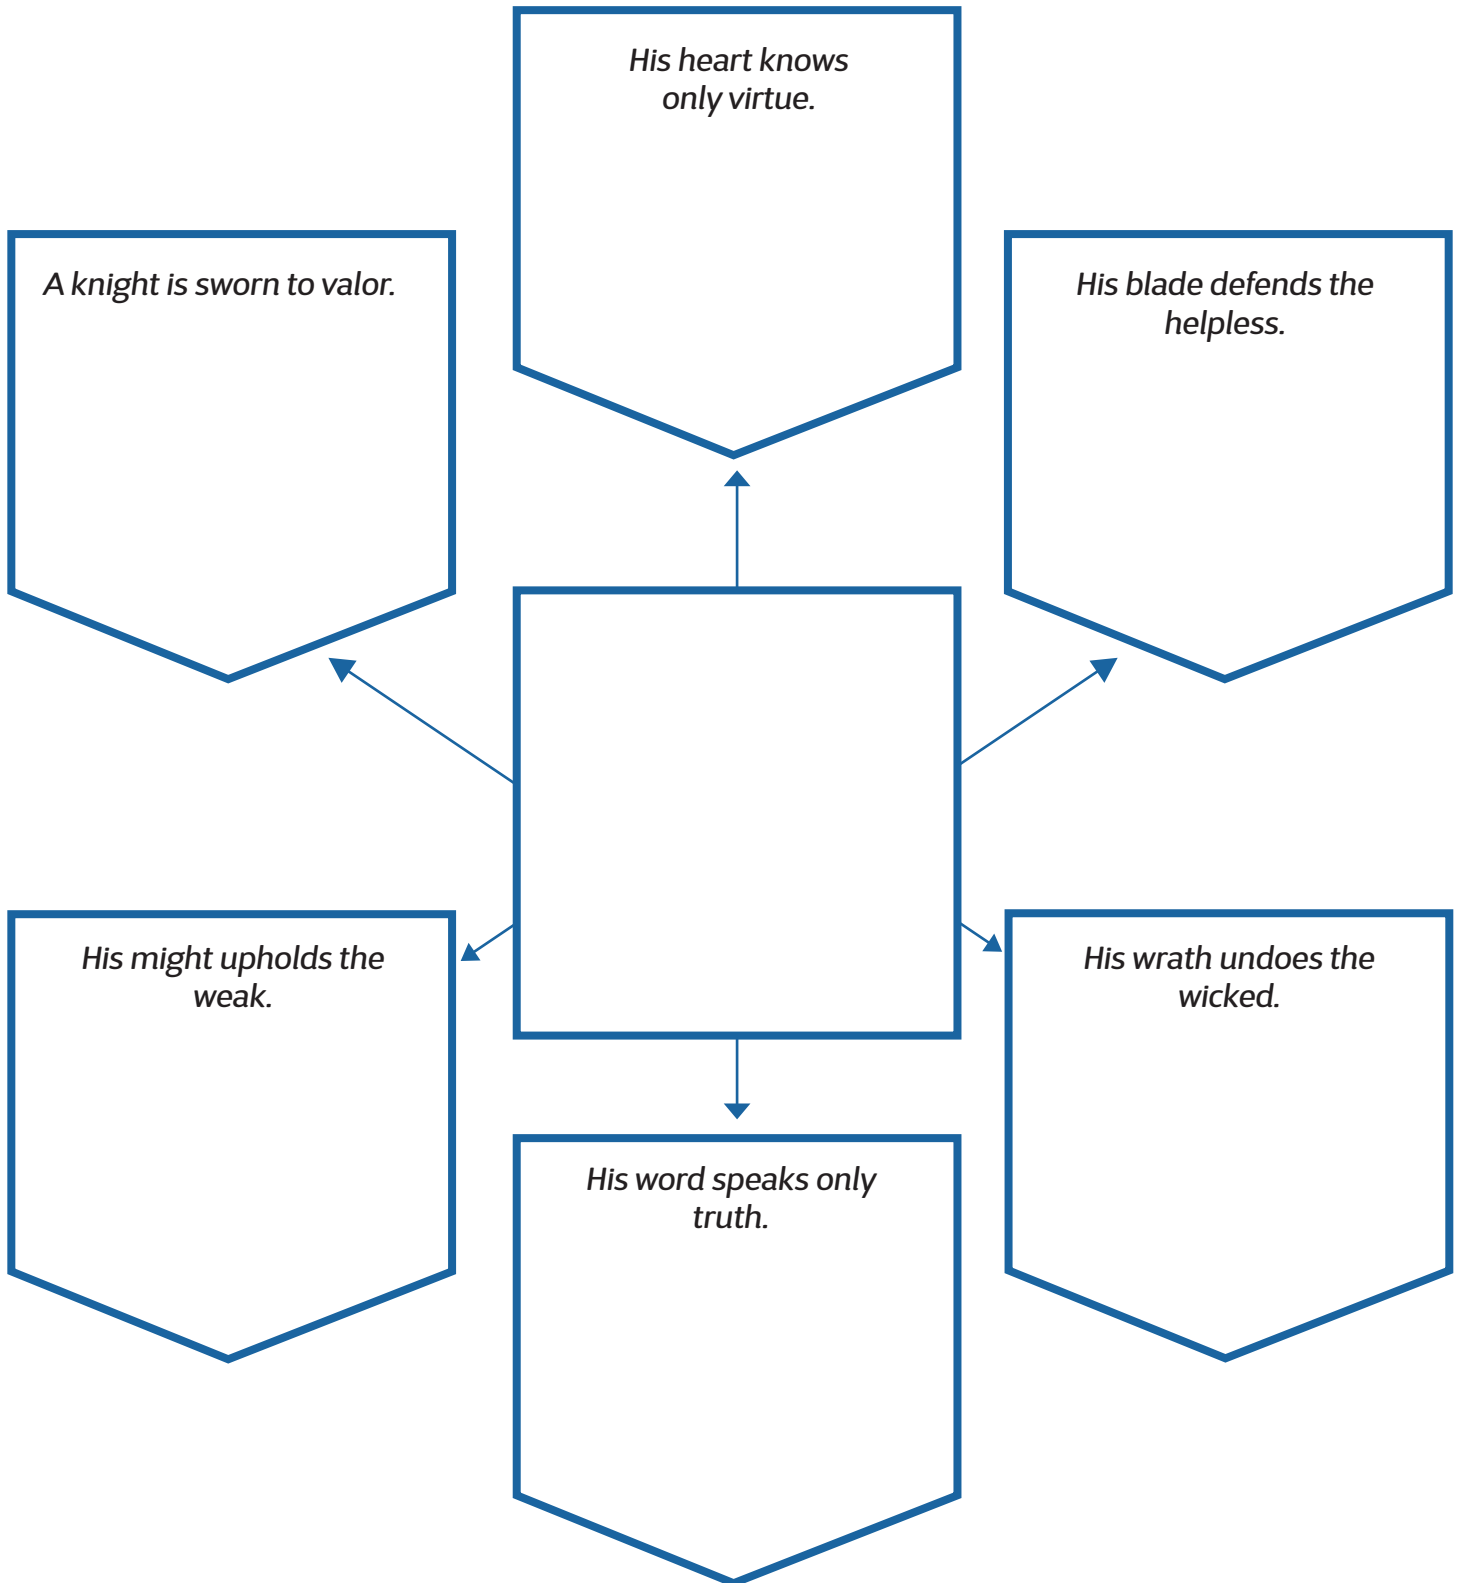 His heart knows
only virtue.
A knight is sworn to valor.
His blade defends the
helpless.
His might upholds the
weak.
His wrath undoes the
wicked.
His word speaks only
truth.